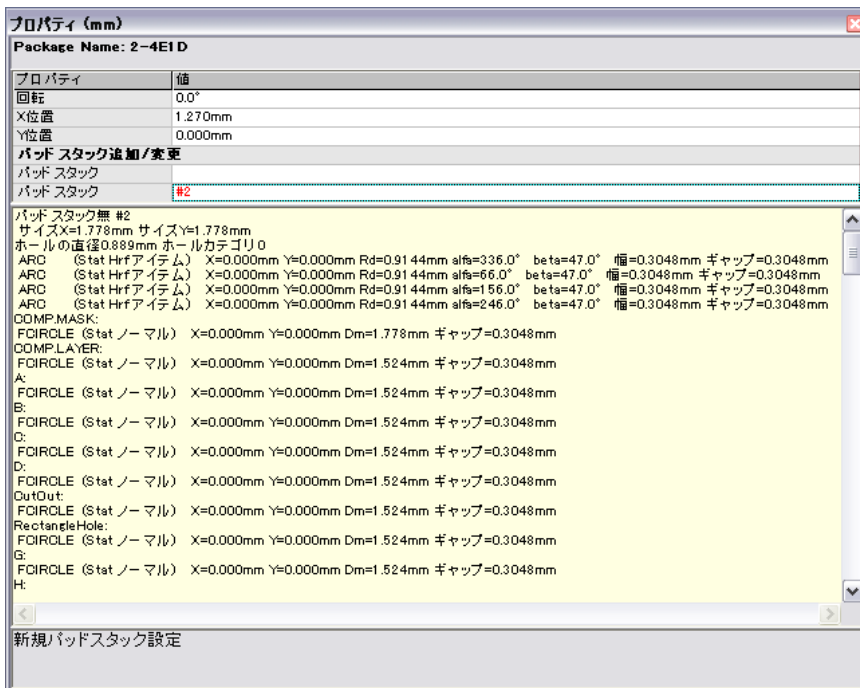 プロパティ (mm)
Package Name: 2-4E1D
プロパティ 値
回転 0.0°
X位置 1.270mm
Y位置 0.000mm
パッド スタック追加/変更
パッド スタック
パッド スタック #2
パッド スタック無 #2
サイズX=1.778mm サイズY=1.778mm
ホールの直径0.889mm ホールカテゴリ0
ARC (Stat Hrfアイテム) X=0.000mm Y=0.000mm Rd=0.9144mm alfa=336.0° beta=47.0° 幅=0.3048mm ギャップ=0.3048mm
ARC (Stat Hrfアイテム) X=0.000mm Y=0.000mm Rd=0.9144mm alfa=66.0° beta=47.0° 幅=0.3048mm ギャップ=0.3048mm
ARC (Stat Hrfアイテム) X=0.000mm Y=0.000mm Rd=0.9144mm alfa=156.0° beta=47.0° 幅=0.3048mm ギャップ=0.3048mm
ARC (Stat Hrfアイテム) X=0.000mm Y=0.000mm Rd=0.9144mm alfa=246.0° beta=47.0° 幅=0.3048mm ギャップ=0.3048mm
COMP.MASK:
FCIRCLE (Stat ノーマル) X=0.000mm Y=0.000mm Dm=1.778mm ギャップ=0.3048mm
COMP.LAYER:
FCIRCLE (Stat ノーマル) X=0.000mm Y=0.000mm Dm=1.524mm ギャップ=0.3048mm
A:
FCIRCLE (Stat ノーマル) X=0.000mm Y=0.000mm Dm=1.524mm ギャップ=0.3048mm
B:
FCIRCLE (Stat ノーマル) X=0.000mm Y=0.000mm Dm=1.524mm ギャップ=0.3048mm
C:
FCIRCLE (Stat ノーマル) X=0.000mm Y=0.000mm Dm=1.524mm ギャップ=0.3048mm
D:
FCIRCLE (Stat ノーマル) X=0.000mm Y=0.000mm Dm=1.524mm ギャップ=0.3048mm
CutOut:
FCIRCLE (Stat ノーマル) X=0.000mm Y=0.000mm Dm=1.524mm ギャップ=0.3048mm
RectangleHole:
FCIRCLE (Stat ノーマル) X=0.000mm Y=0.000mm Dm=1.524mm ギャップ=0.3048mm
G:
FCIRCLE (Stat ノーマル) X=0.000mm Y=0.000mm Dm=1.524mm ギャップ=0.3048mm
H:
新規パッドスタック設定